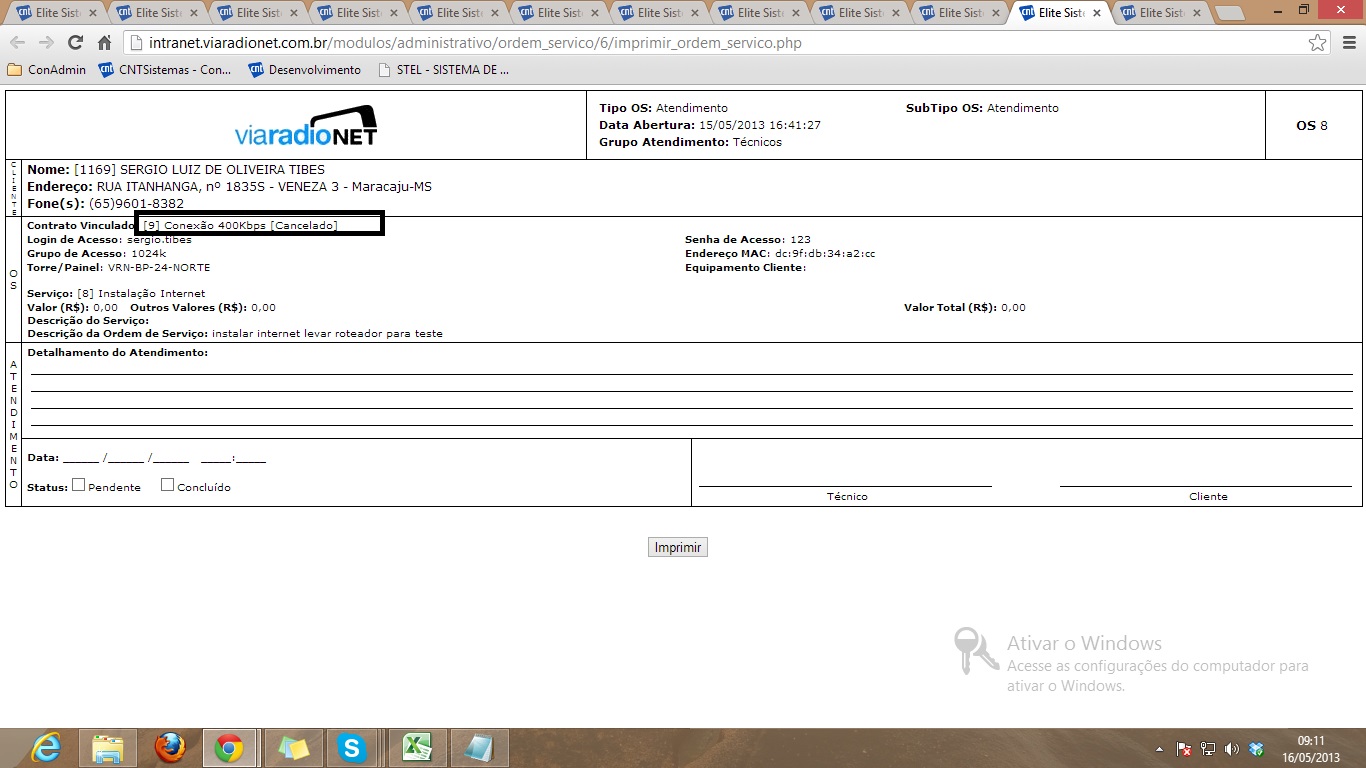 Elite Siste Elite Siste Elite Siste Elite Siste Elite Siste Elite Siste Elite Siste Elite Siste Elite Siste Elite Siste Elite Siste Elite Siste
intranet.viaradionet.com.br/modulos/administrativo/ordem_servico/6/imprimir_ordem_servico.php
ConAdmin CNTSistemas - Con... Desenvolvimento STEL - SISTEMA DE ...
viaradioNET
Tipo OS: Atendimento SubTipo OS: Atendimento
Data Abertura: 15/05/2013 16:41:27
Grupo Atendimento: Técnicos
OS 8
CLIENTE
Nome: [1169] SERGIO LUIZ DE OLIVEIRA TIBES
Endereço: RUA ITANHANGA, nº 1835S - VENEZA 3 - Maracaju-MS
Fone(s): (65)9601-8382
OS
Contrato Vinculado [9] Conexão 400Kbps [Cancelado]
Login de Acesso: sergio.tibes Senha de Acesso: 123
Grupo de Acesso: 1024k Endereço MAC: dc:9f:db:34:a2:cc
Torre/Painel: VRN-BP-24-NORTE Equipamento Cliente:
Serviço: [8] Instalação Internet
Valor (R$): 0,00 Outros Valores (R$): 0,00 Valor Total (R$): 0,00
Descrição do Serviço:
Descrição da Ordem de Serviço: instalar internet levar roteador para teste
ATENDIMENTO
Detalhamento do Atendimento:
Data: ______ /______ /______ _____:_____
Status: Pendente Concluído
Técnico Cliente
Imprimir
Ativar o Windows
Acesse as configurações do computador para
ativar o Windows.
09:11
16/05/2013